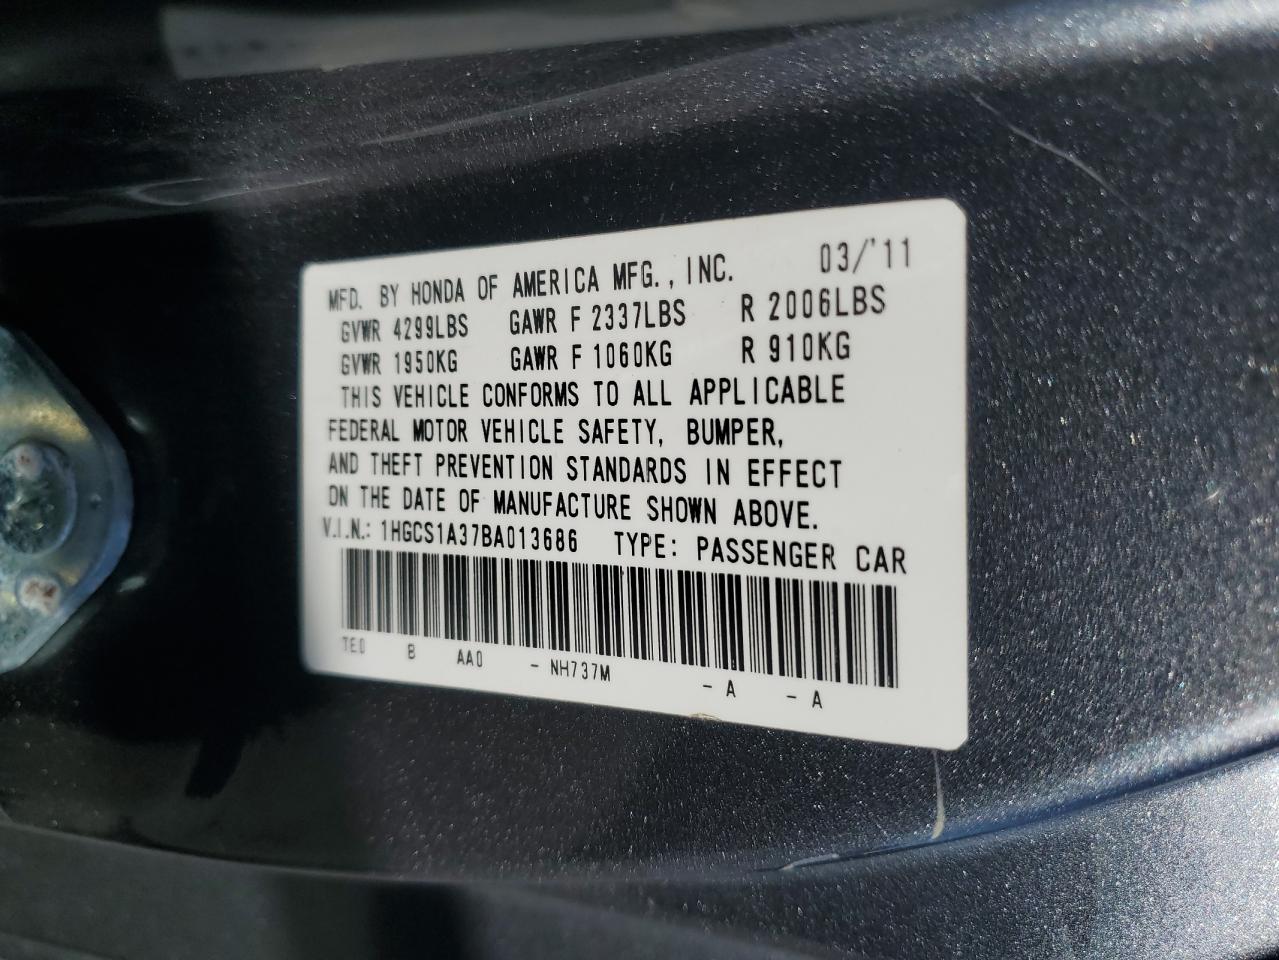 MFD. BY HONDA OF AMERICA MFG., INC. 03/'11
GVWR 4299LBS GAWR F 2337LBS R 2006LBS
GVWR 1950KG GAWR F 1060KG R 910KG
THIS VEHICLE CONFORMS TO ALL APPLICABLE
FEDERAL MOTOR VEHICLE SAFETY, BUMPER,
AND THEFT PREVENTION STANDARDS IN EFFECT
ON THE DATE OF MANUFACTURE SHOWN ABOVE.
V.I.N.: 1HGCS1A37BA013686 TYPE: PASSENGER CAR
TE0 B AA0 - NH737M - A - A